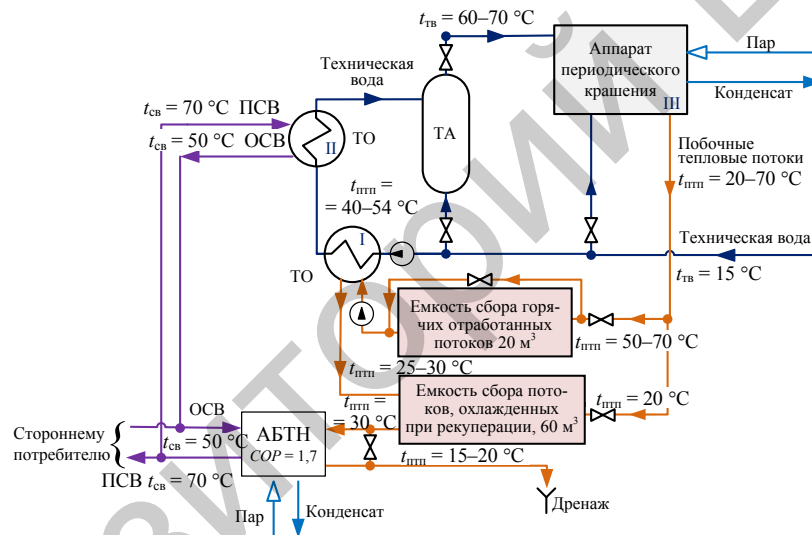 t тв = 60–70 °C
Аппарат
периодического
крашения
III
Пар
Конденсат
Техническая
вода
tсв = 70 °C ПСВ
tсв = 50 °C ОСВ
II
ТО
ТА
Побочные
тепловые потоки
tптп = 20–70 °C
tптп =
= 40–54 °C
I
ТО
Техническая вода
tтв = 15 °C
Емкость сбора горя-
чих отработанных
потоков 20 м³
tптп = 50–70 °C
tптп = 25–30 °C
Емкость сбора пото-
ков, охлажденных
при рекуперации, 60 м³
tптп = 20 °C
tптп =
= 30 °C
ОСВ
Стороннему
потребителю
tсв = 50 °C
АБТН
COP = 1,7
ПСВ tсв = 70 °C
tптп = 15–20 °C
Дренаж
Пар
Конденсат
ВИТОРИЙ